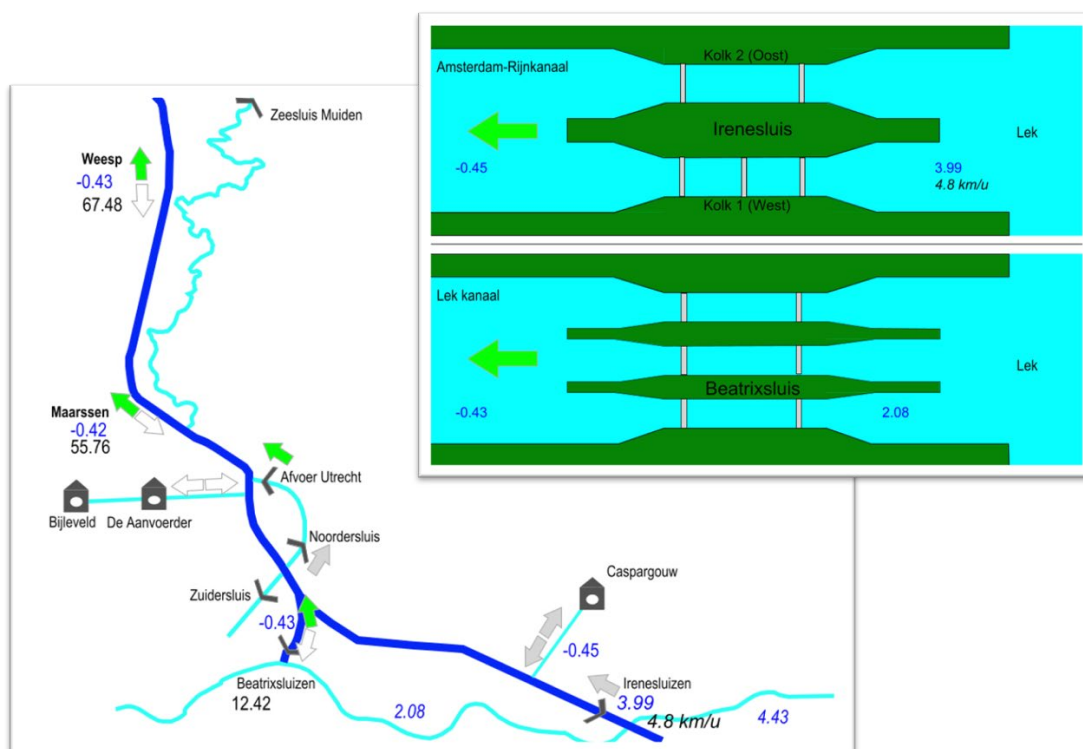 Zeesluis Muiden
Weesp
-0.43
67.48
Maarssen
-0.42
55.76
Afvoer Utrecht
Bijleveld
De Aanvoerder
Noordersluis
Zuidersluis
-0.43
Caspargouw
-0.45
Beatrixsluizen
12.42
2.08
Irenesluizen
3.99
4.8 km/u
4.43
Kolk 2 (Oost)
Amsterdam-Rijnkanaal
Irenesluis
Lek
-0.45
3.99
4.8 km/u
Kolk 1 (West)
Lek kanaal
Lek
Beatrixsluis
-0.43
2.08